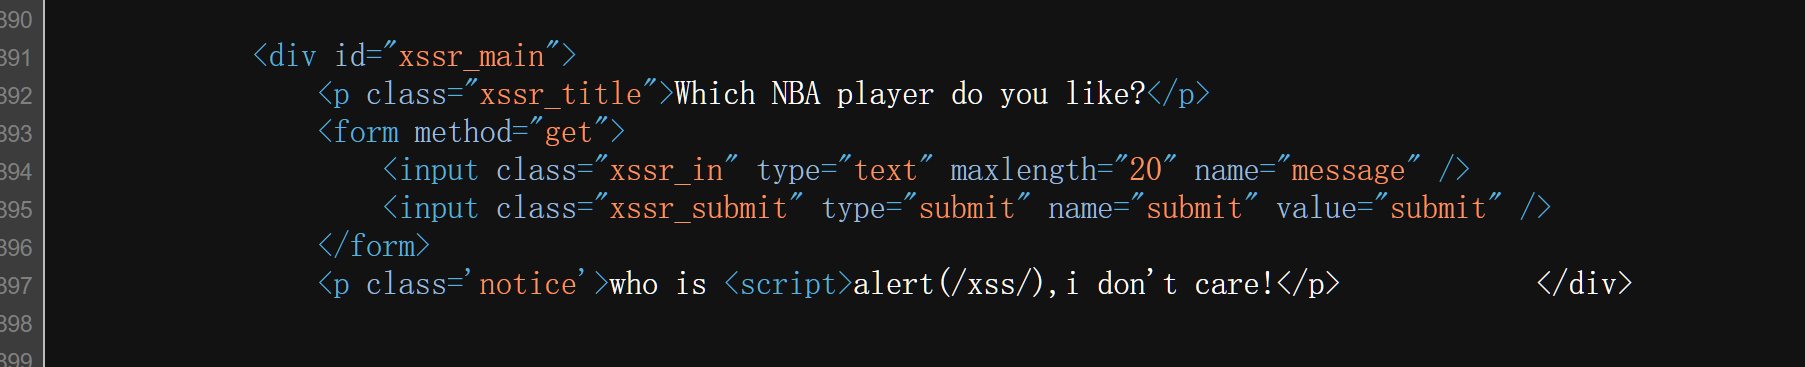 390
391 <div id="xssr_main">
392 <p class="xssr_title">Which NBA player do you like?</p>
393 <form method="get">
394 <input class="xssr_in" type="text" maxlength="20" name="message" />
395 <input class="xssr_submit" type="submit" name="submit" value="submit" />
396 </form>
397 <p class='notice'>who is <script>alert(/xss/),i don't care!</p> </div>
398
399